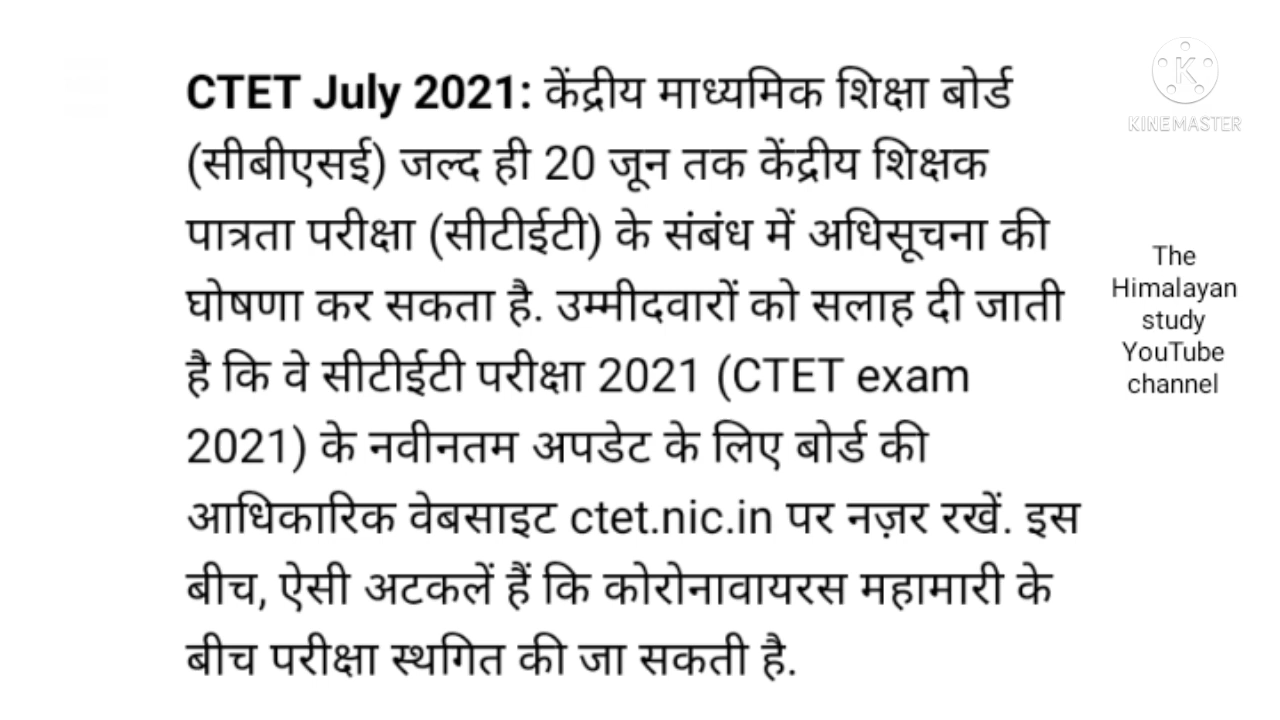 CTET July 2021: केंद्रीय माध्यमिक शिक्षा बोर्ड
(सीबीएसई) जल्द ही 20 जून तक केंद्रीय शिक्षक
पात्रता परीक्षा (सीटीईटी) के संबंध में अधिसूचना की
घोषणा कर सकता है. उम्मीदवारों को सलाह दी जाती
है कि वे सीटीईटी परीक्षा 2021 (CTET exam
2021) के नवीनतम अपडेट के लिए बोर्ड की
आधिकारिक वेबसाइट ctet.nic.in पर नज़र रखें. इस
बीच, ऐसी अटकलें हैं कि कोरोनावायरस महामारी के
बीच परीक्षा स्थगित की जा सकती है.
K
KINEMASTER
The
Himalayan
study
YouTube
channel